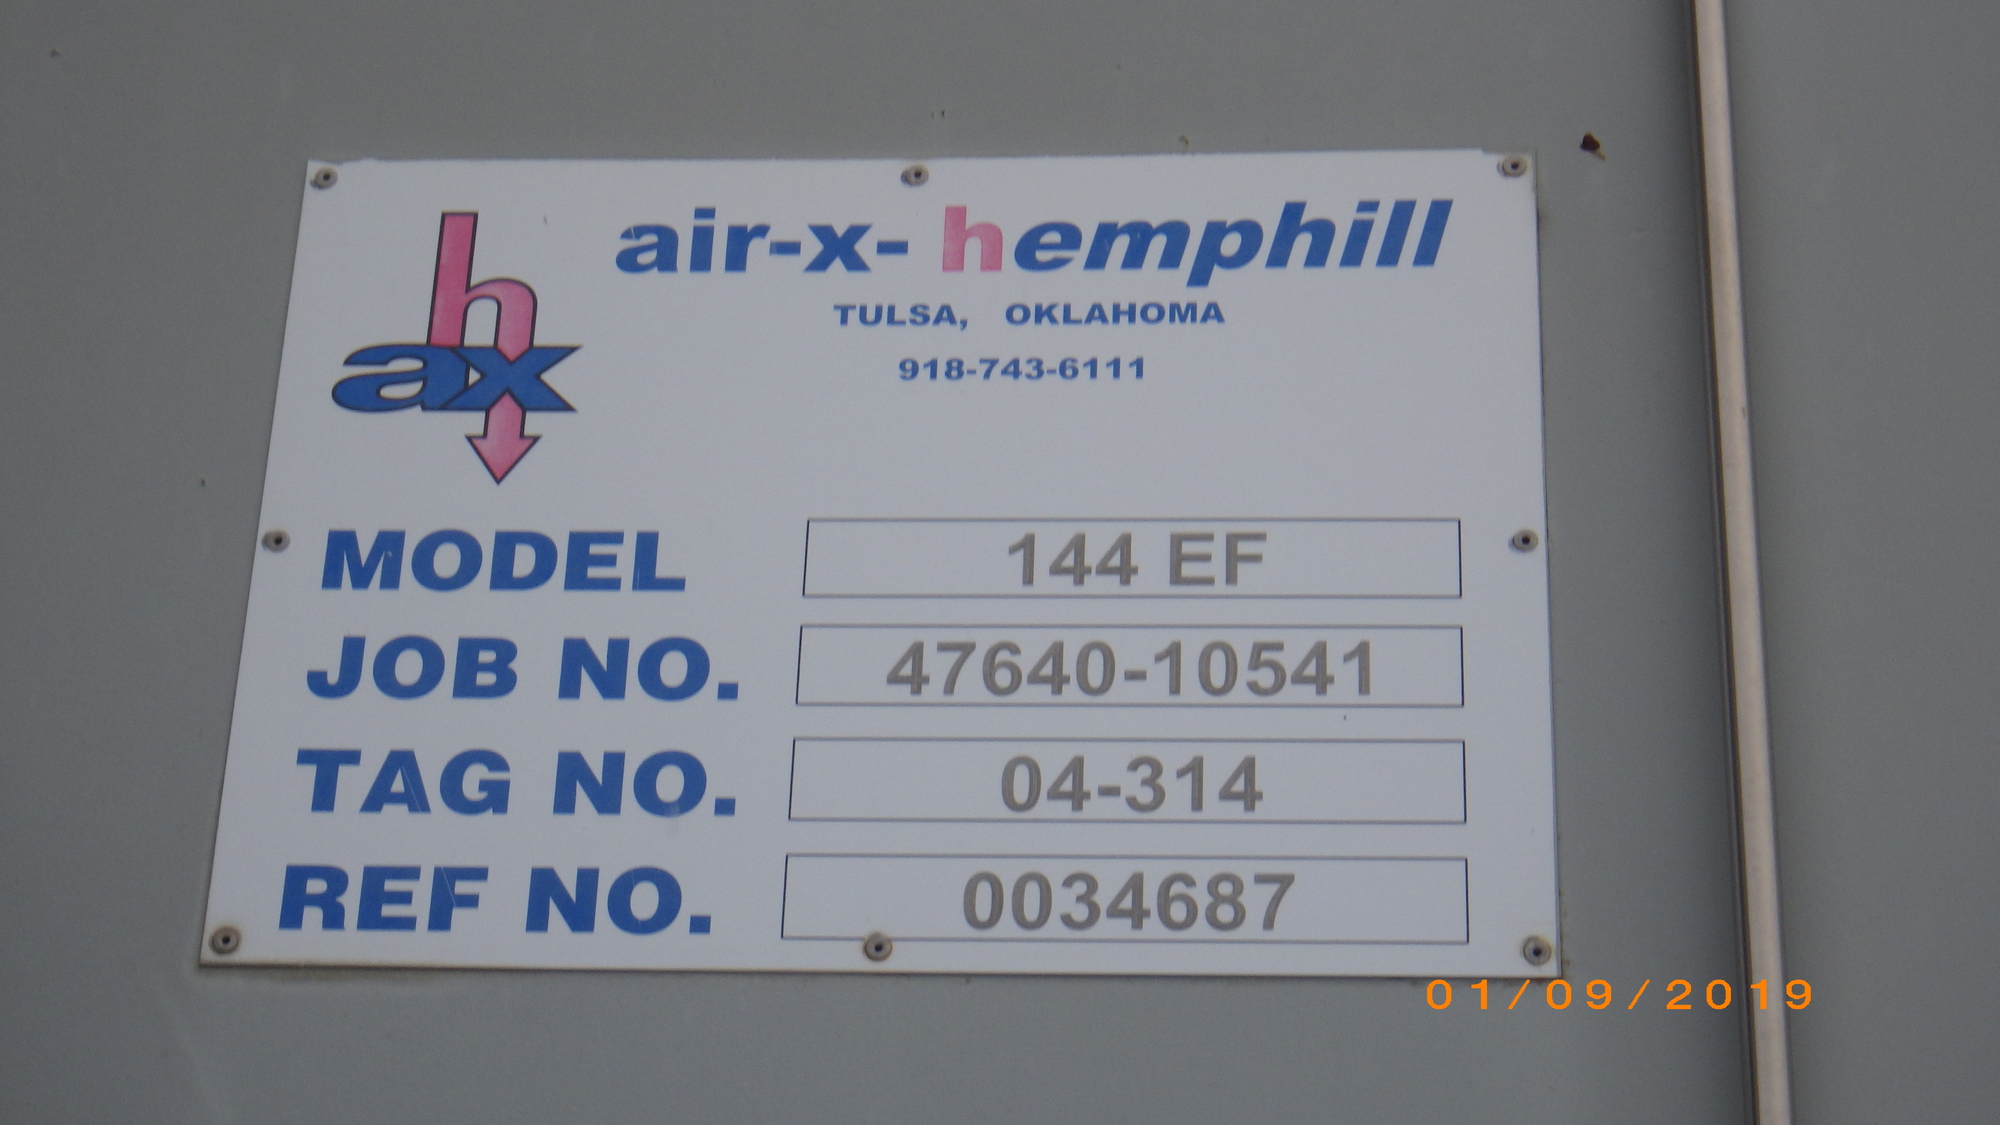 h
ax
air-x- hemphill
TULSA, OKLAHOMA
918-743-6111
MODEL 144 EF
JOB NO. 47640-10541
TAG NO. 04-314
REF NO. 0034687
01/09/2019